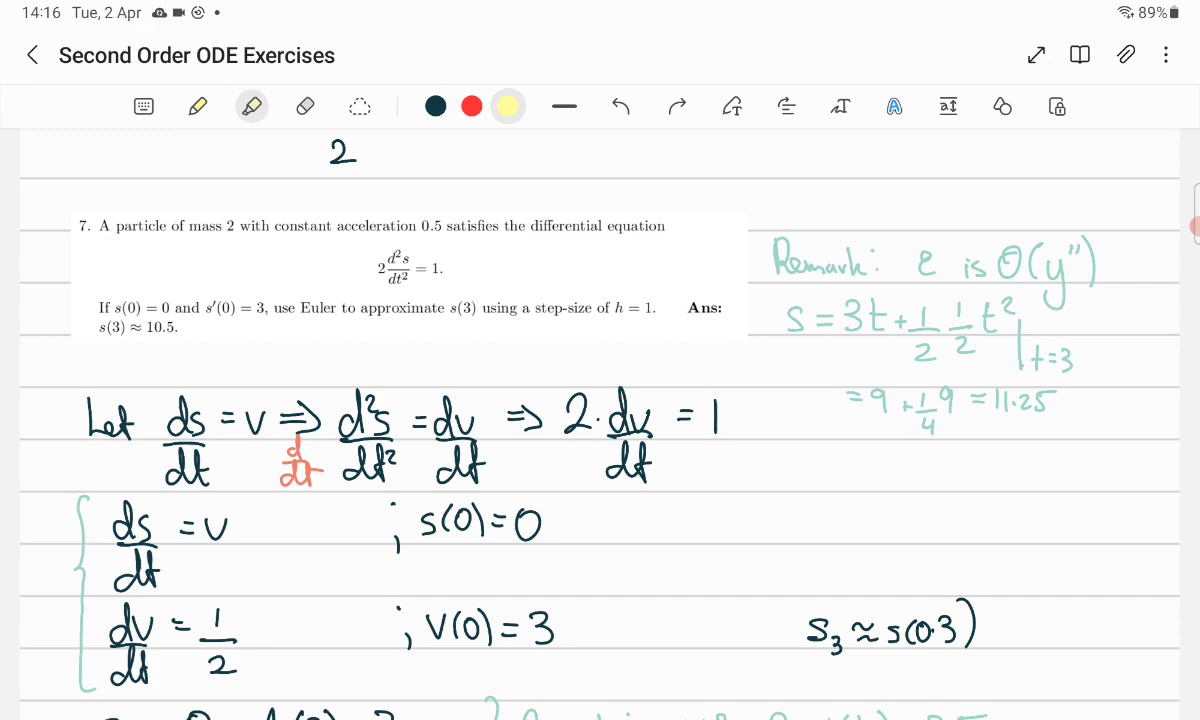 14:16 Tue, 2 Apr 89%
Second Order ODE Exercises
2
7. A particle of mass 2 with constant acceleration 0.5 satisfies the differential equation
2 d²s/dt² = 1.
If s(0) = 0 and s′(0) = 3, use Euler to approximate s(3) using a step-size of h = 1. Ans:
s(3) ≈ 10.5.
Remark: ε is O(y")
s = 3t + 1/2 1/2 t² | t=3
= 9 + 1/4 9 = 11.25
Let ds/dt = v ⇒ d/dt d²s/dt² = dv/dt ⇒ 2 · dv/dt = 1
ds/dt = v ; s(0) = 0
dv/dt = 1/2 ; v(0) = 3
s₃ ≈ s(0.3)